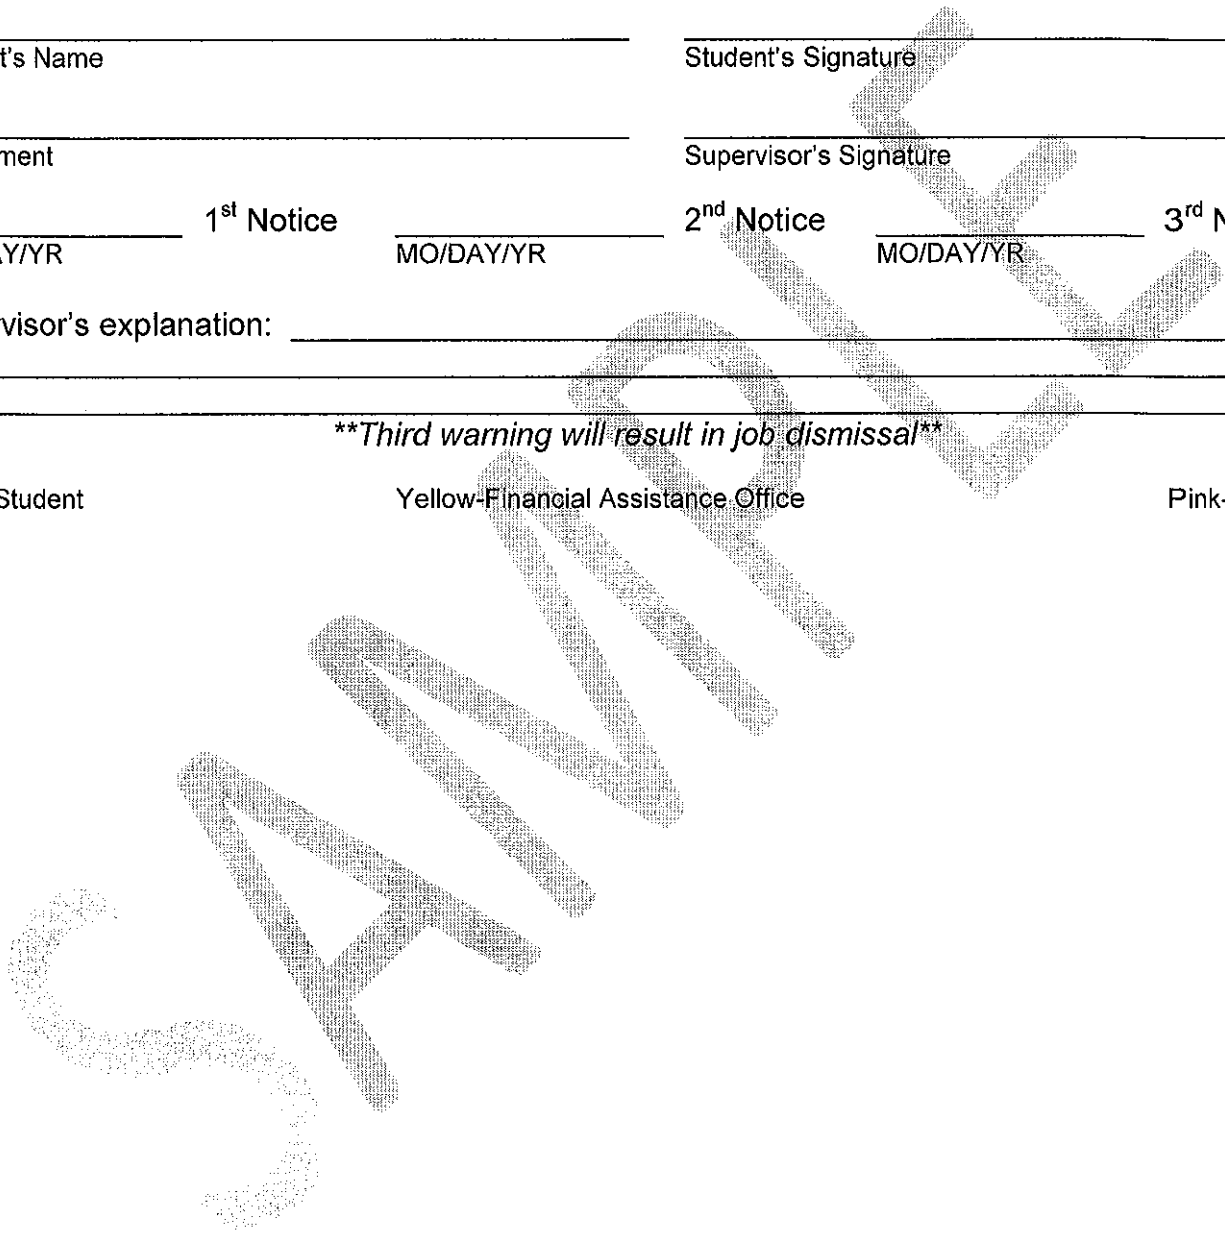 t's Name Student's Signature
ment Supervisor's Signature
1st Notice 2nd Notice 3rd N
AY/YR MO/DAY/YR MO/DAY/YR
visor's explanation:
**Third warning will result in job dismissal**
Student Yellow-Financial Assistance Office Pink-
SAMPLE